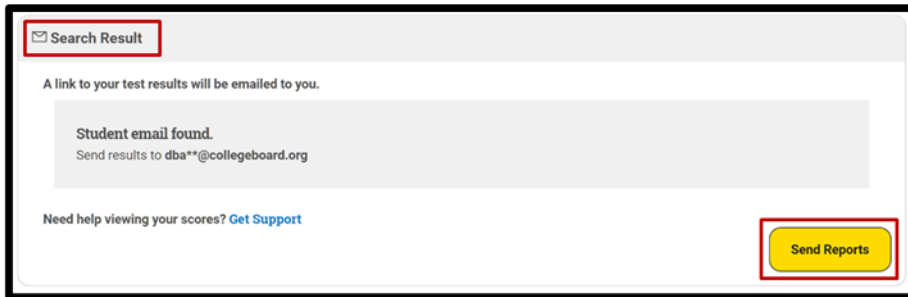 Search Result
A link to your test results will be emailed to you.
Student email found.
Send results to dba**@collegeboard.org
Need help viewing your scores? Get Support
Send Reports